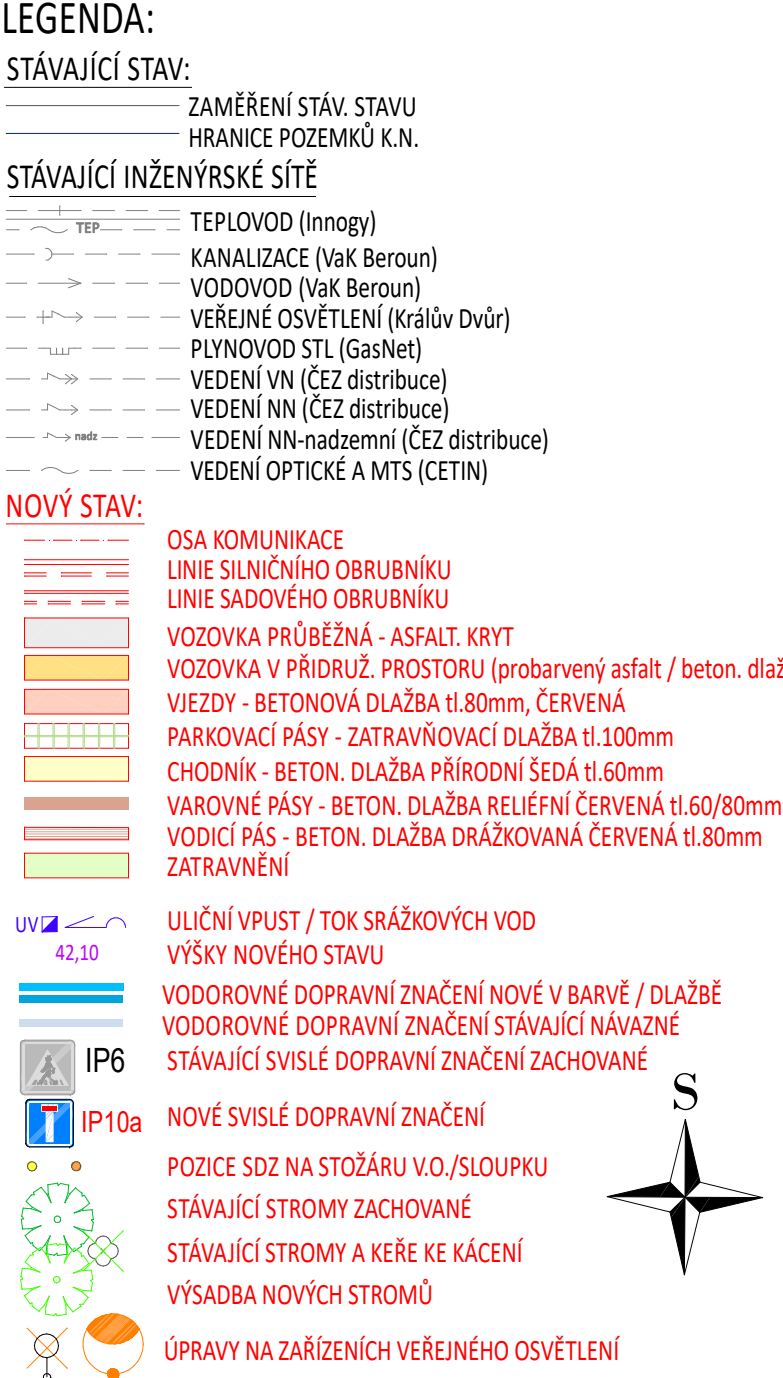 LEGENDA:
STÁVAJÍCÍ STAV:
ZAMĚŘENÍ STÁV. STAVU
HRANICE POZEMKŮ K.N.
STÁVAJÍCÍ INŽENÝRSKÉ SÍTĚ
TEP TEPLOVOD (Innogy)
KANALIZACE (VaK Beroun)
VODOVOD (VaK Beroun)
VEŘEJNÉ OSVĚTLENÍ (Králův Dvůr)
PLYNOVOD STL (GasNet)
VEDENÍ VN (ČEZ distribuce)
VEDENÍ NN (ČEZ distribuce)
nadz VEDENÍ NN-nadzemní (ČEZ distribuce)
VEDENÍ OPTICKÉ A MTS (CETIN)
NOVÝ STAV:
OSA KOMUNIKACE
LINIE SILNIČNÍHO OBRUBNÍKU
LINIE SADOVÉHO OBRUBNÍKU
VOZOVKA PRŮBĚŽNÁ - ASFALT. KRYT
VOZOVKA V PŘIDRUŽ. PROSTORU (probarvený asfalt / beton. dlaž
VJEZDY - BETONOVÁ DLAŽBA tl.80mm, ČERVENÁ
PARKOVACÍ PÁSY - ZATRAVŇOVACÍ DLAŽBA tl.100mm
CHODNÍK - BETON. DLAŽBA PŘÍRODNÍ ŠEDÁ tl.60mm
VAROVNÉ PÁSY - BETON. DLAŽBA RELIÉFNÍ ČERVENÁ tl.60/80mm
VODICÍ PÁS - BETON. DLAŽBA DRÁŽKOVANÁ ČERVENÁ tl.80mm
ZATRAVNĚNÍ
UV ULIČNÍ VPUST / TOK SRÁŽKOVÝCH VOD
42,10 VÝŠKY NOVÉHO STAVU
VODOROVNÉ DOPRAVNÍ ZNAČENÍ NOVÉ V BARVĚ / DLAŽBĚ
VODOROVNÉ DOPRAVNÍ ZNAČENÍ STÁVAJÍCÍ NÁVAZNÉ
IP6 STÁVAJÍCÍ SVISLÉ DOPRAVNÍ ZNAČENÍ ZACHOVANÉ
S
IP10a NOVÉ SVISLÉ DOPRAVNÍ ZNAČENÍ
POZICE SDZ NA STOŽÁRU V.O./SLOUPKU
STÁVAJÍCÍ STROMY ZACHOVANÉ
STÁVAJÍCÍ STROMY A KEŘE KE KÁCENÍ
VÝSADBA NOVÝCH STROMŮ
ÚPRAVY NA ZAŘÍZENÍCH VEŘEJNÉHO OSVĚTLENÍ